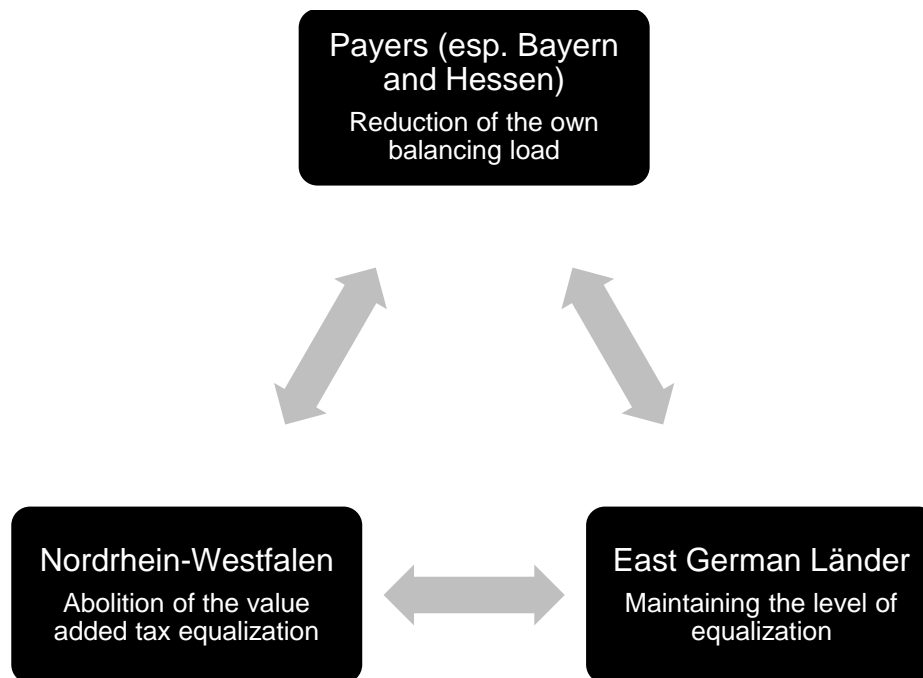 Payers (esp. Bayern
and Hessen)
Reduction of the own
balancing load
Nordrhein-Westfalen
Abolition of the value
added tax equalization
East German Länder
Maintaining the level of
equalization